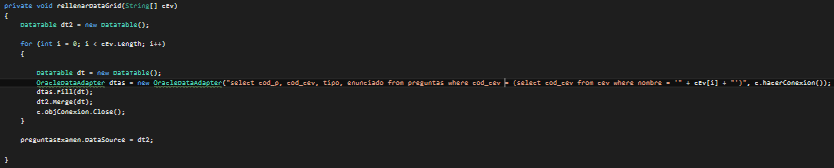 private void rellenarDataGrid(String[] cEv)
{
DataTable dt2 = new DataTable();
for (int i = 0; i < cEv.Length; i++)
{
DataTable dt = new DataTable();
OracleDataAdapter dtas = new OracleDataAdapter("select cod_p, cod_cev, tipo, enunciado from preguntas where cod_cev = (select cod_cev from cev where nombre = '" + cEv[i] + "')", c.hacerConexion());
dtas.Fill(dt);
dt2.Merge(dt);
c.objConexion.Close();
}
preguntasExamen.DataSource = dt2;
}